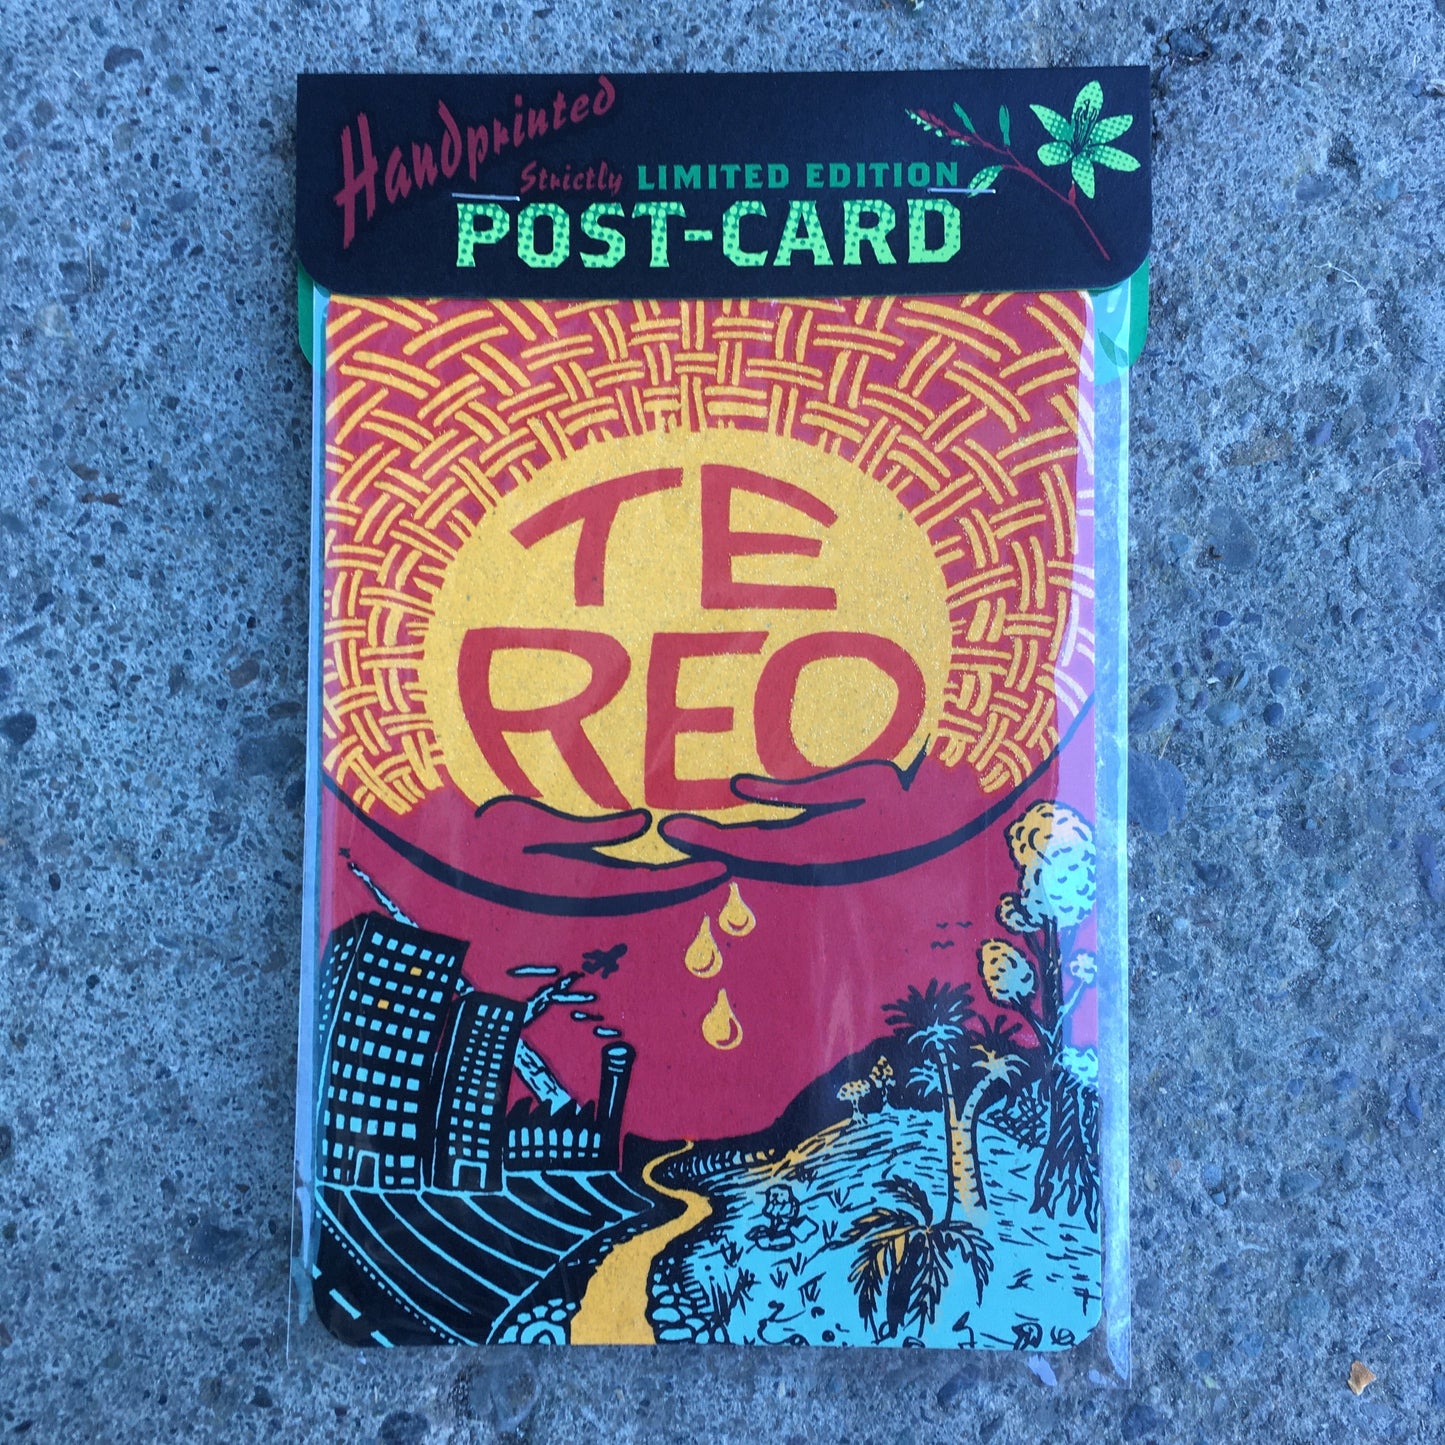 Handprinted
Strictly LIMITED EDITION
POST-CARD
TE
REO